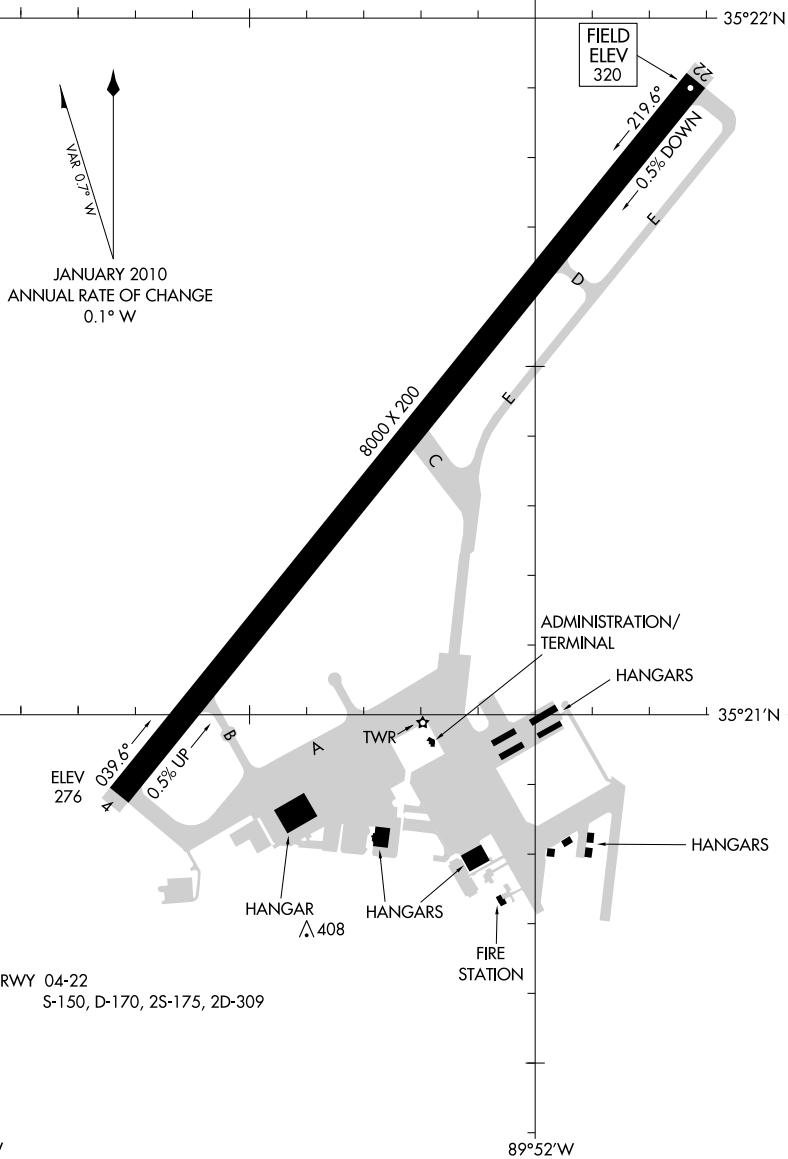 35°22'N
FIELD
ELEV
320
22
219.6°
0.5% DOWN
VAR 0.7° W
E
JANUARY 2010
ANNUAL RATE OF CHANGE
0.1° W
D
E
8000 X 200
C
ADMINISTRATION/
TERMINAL
HANGARS
35°21'N
TWR
B
A
039.6°
0.5% UP
ELEV
276
4
HANGARS
HANGAR
HANGARS
408
FIRE
STATION
RWY 04-22
S-150, D-170, 2S-175, 2D-309
89°52'W